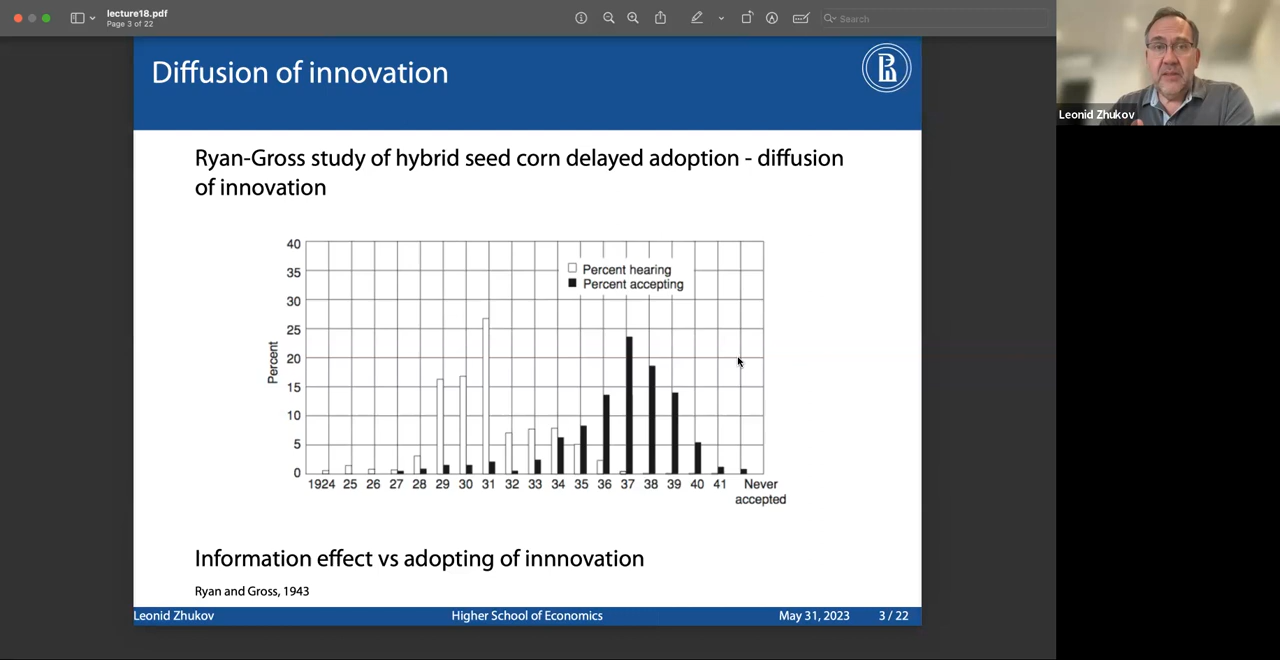 lecture18.pdf
Page 3 of 22
Search
Leonid Zhukov
Diffusion of innovation
Ryan-Gross study of hybrid seed corn delayed adoption - diffusion
of innovation
Percent hearing
Percent accepting
Percent
40
35
30
25
20
15
10
5
0
1924 25 26 27 28 29 30 31 32 33 34 35 36 37 38 39 40 41 Never
accepted
Information effect vs adopting of innnovation
Ryan and Gross, 1943
Leonid Zhukov Higher School of Economics May 31, 2023 3 / 22